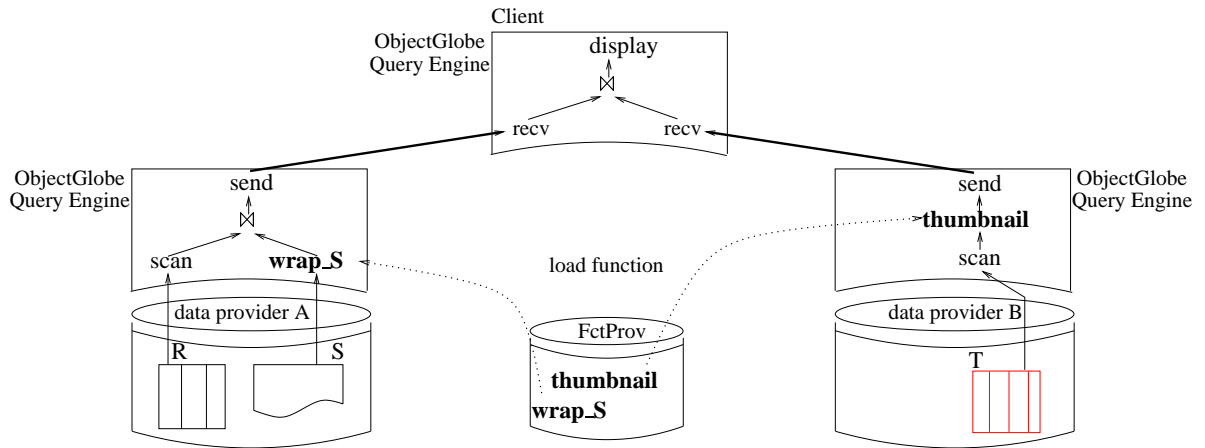 Client
ObjectGlobe
Query Engine
display
recv
recv
ObjectGlobe
Query Engine
send
scan
wrap_S
data provider A
R
S
load function
FctProv
thumbnail
wrap_S
ObjectGlobe
Query Engine
send
thumbnail
scan
data provider B
T